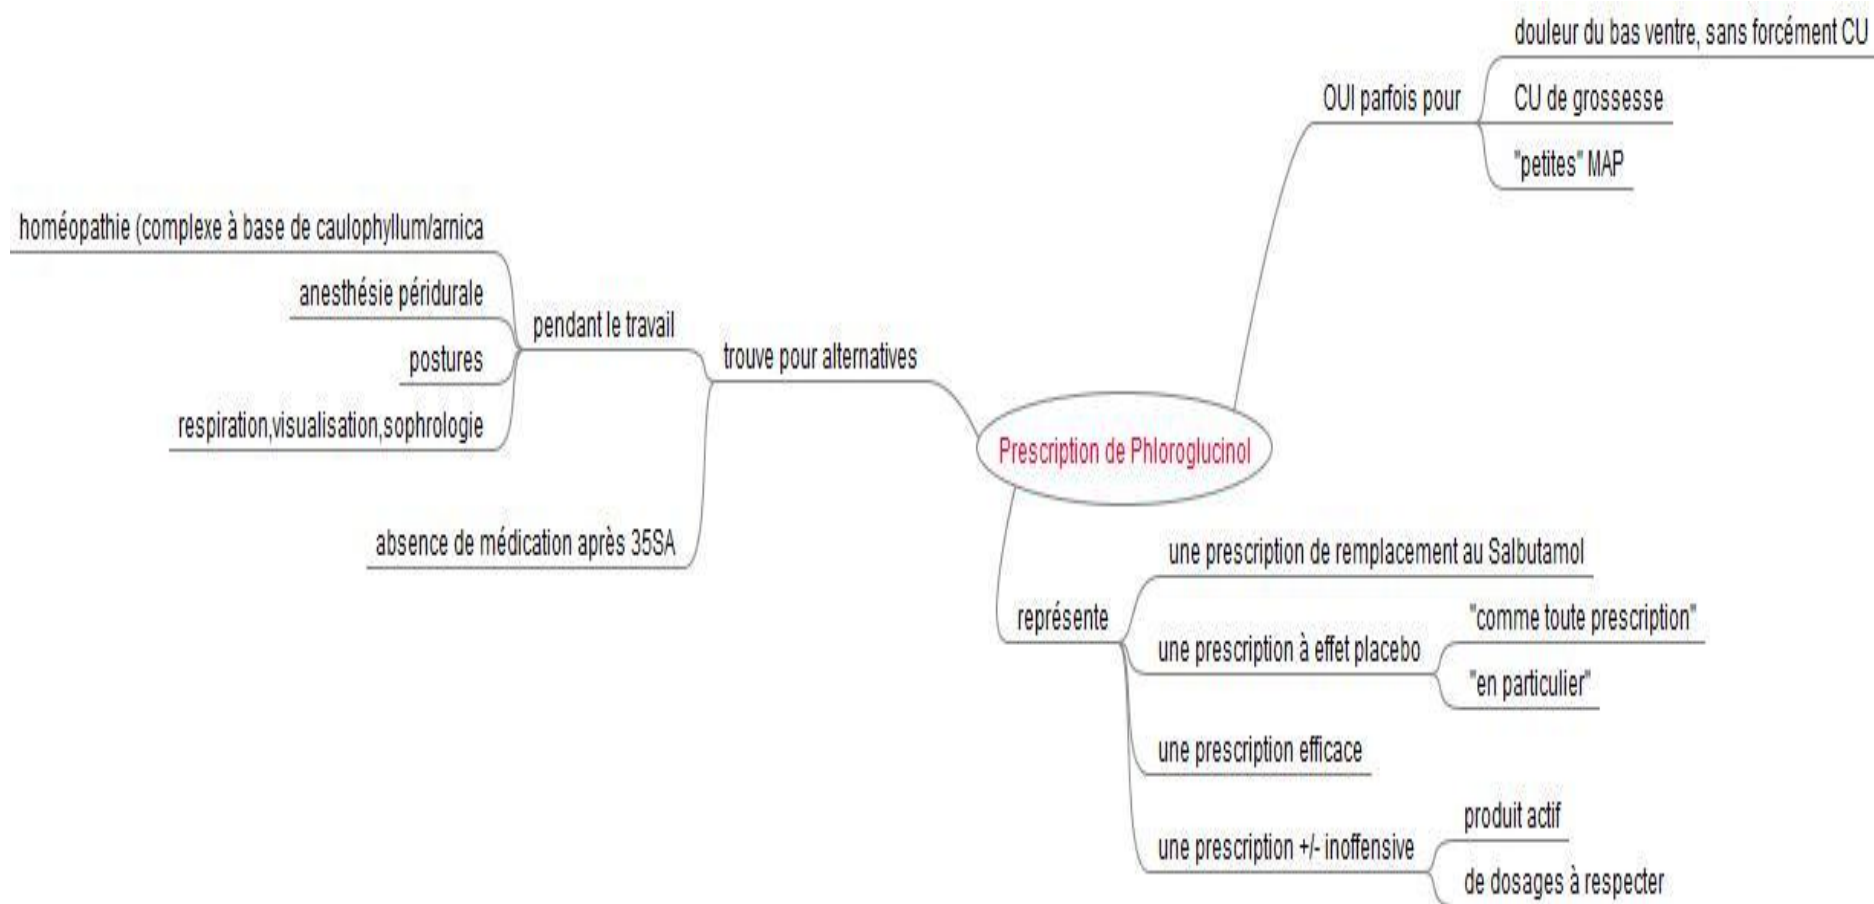 douleur du bas ventre, sans forcément CU
OUI parfois pour
CU de grossesse
"petites" MAP
homéopathie (complexe à base de caulophyllum/arnica
anesthésie péridurale
pendant le travail
postures
trouve pour alternatives
respiration,visualisation,sophrologie
absence de médication après 35SA
Prescription de Phloroglucinol
représente
une prescription de remplacement au Salbutamol
une prescription à effet placebo
"comme toute prescription"
"en particulier"
une prescription efficace
une prescription +/- inoffensive
produit actif
de dosages à respecter